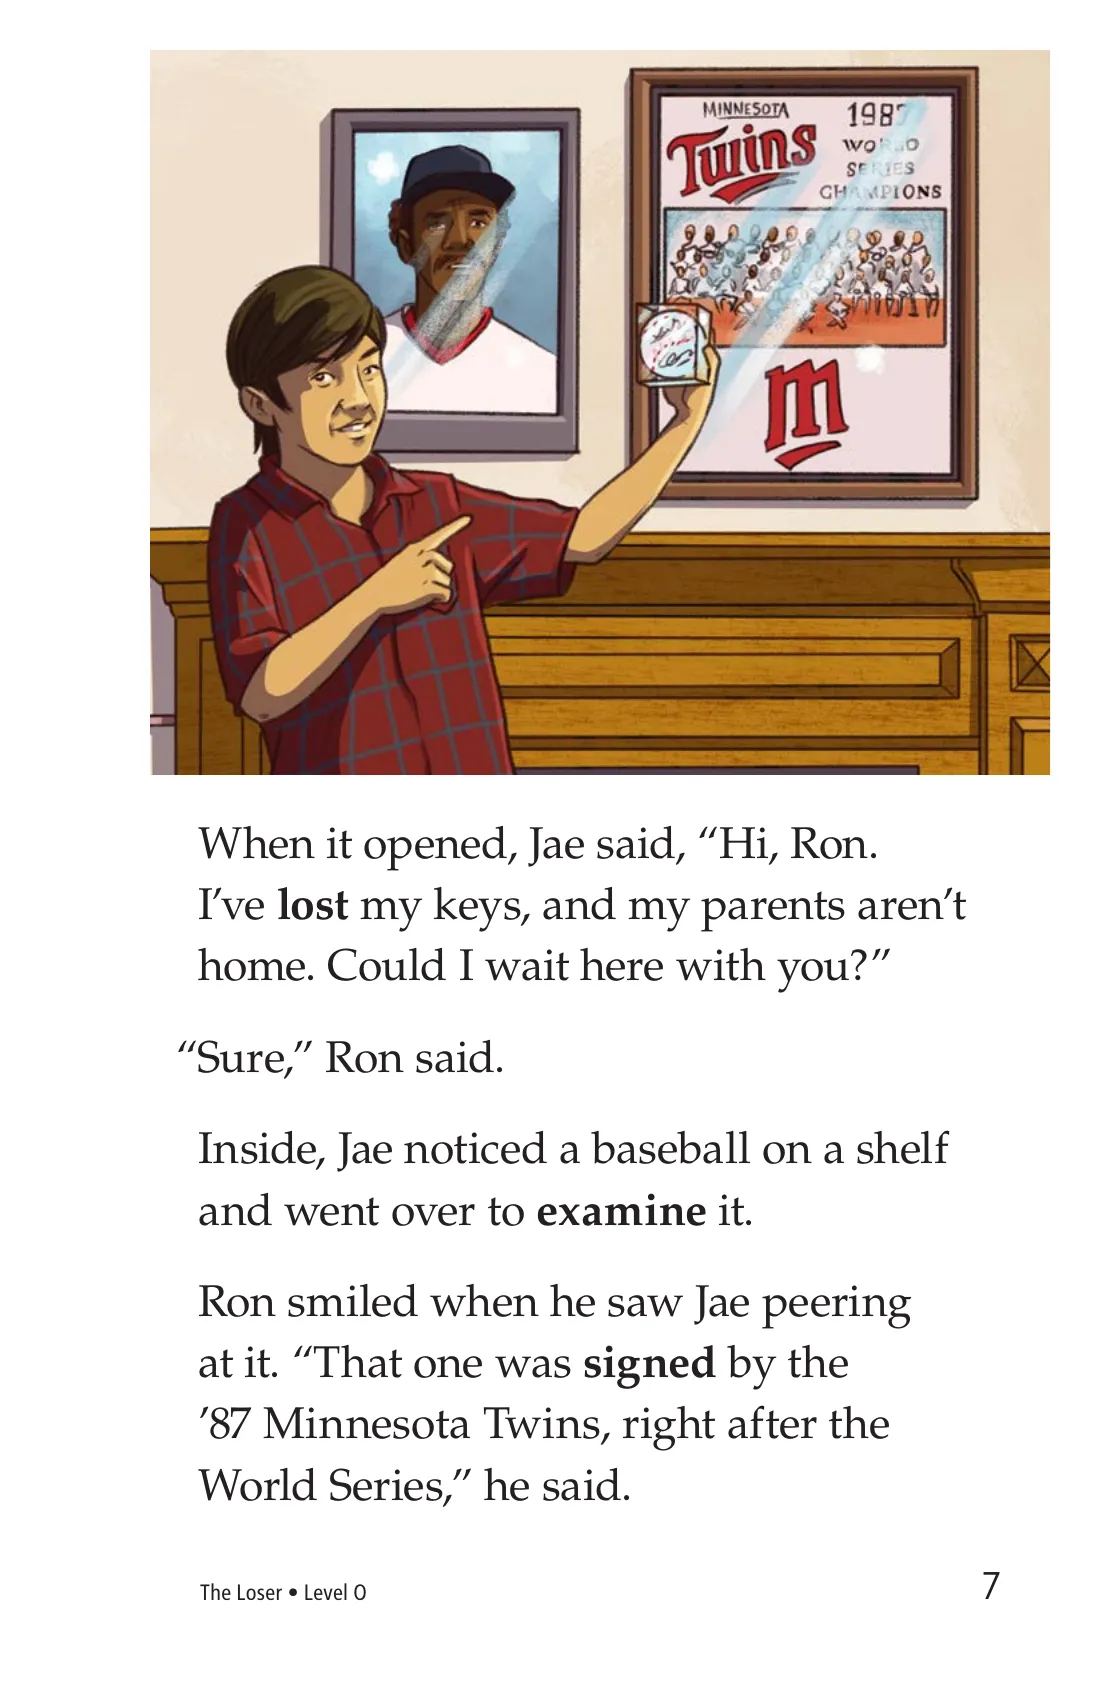 MINNESOTA
Twins
1987
WORLD
SERIES
CHAMPIONS
M
When it opened, Jae said, “Hi, Ron.
I’ve lost my keys, and my parents aren’t
home. Could I wait here with you?”
“Sure,” Ron said.
Inside, Jae noticed a baseball on a shelf
and went over to examine it.
Ron smiled when he saw Jae peering
at it. “That one was signed by the
’87 Minnesota Twins, right after the
World Series,” he said.
The Loser • Level O
7